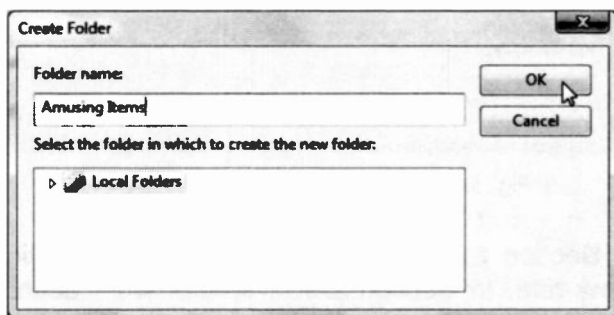 Create Folder
Folder name:
OK
Amusing Items
Cancel
Select the folder in which to create the new folder:
Local Folders